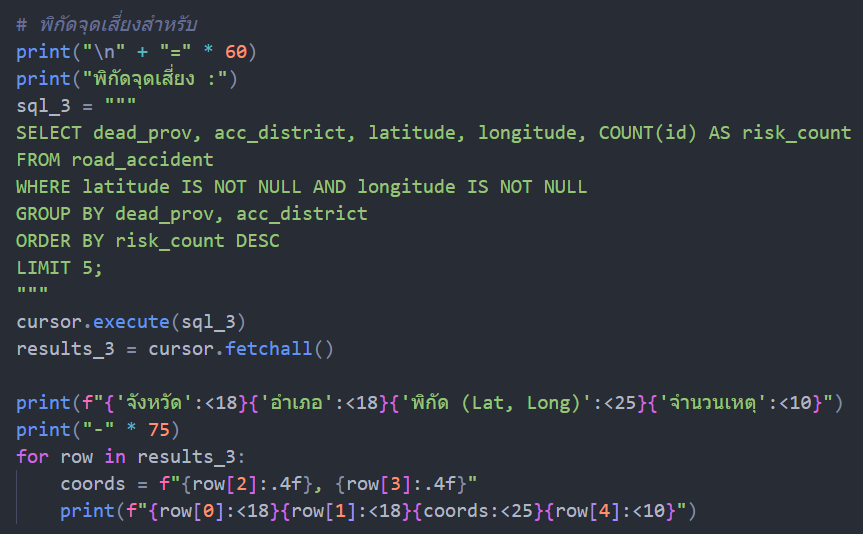 # พิกัดจุดเสี่ยงสำหรับ
print("\n" + "=" * 60)
print("พิกัดจุดเสี่ยง :")
sql_3 = """
SELECT dead_prov, acc_district, latitude, longitude, COUNT(id) AS risk_count
FROM road_accident
WHERE latitude IS NOT NULL AND longitude IS NOT NULL
GROUP BY dead_prov, acc_district
ORDER BY risk_count DESC
LIMIT 5;
"""
cursor.execute(sql_3)
results_3 = cursor.fetchall()

print(f"{'จังหวัด':<18}{'อำเภอ':<18}{'พิกัด (Lat, Long)':<25}{'จำนวนเหตุ':<10}")
print("-" * 75)
for row in results_3:
    coords = f"{row[2]:.4f}, {row[3]:.4f}"
    print(f"{row[0]:<18}{row[1]:<18}{coords:<25}{row[4]:<10}")